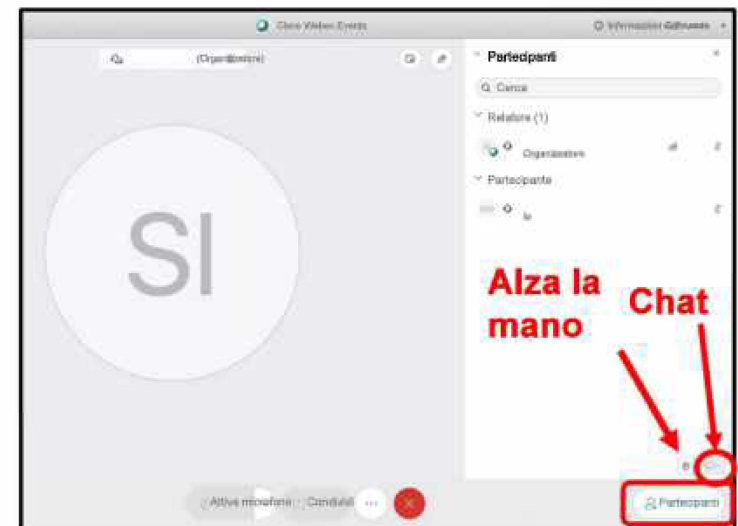 Cisco Webex Events
(Organizzatore)
Partecipanti
Cerca
Relatore (1)
Organizzatore
Partecipante
Io
SI
Alza la
mano
Chat
Attiva microfono
Condividi
Partecipanti